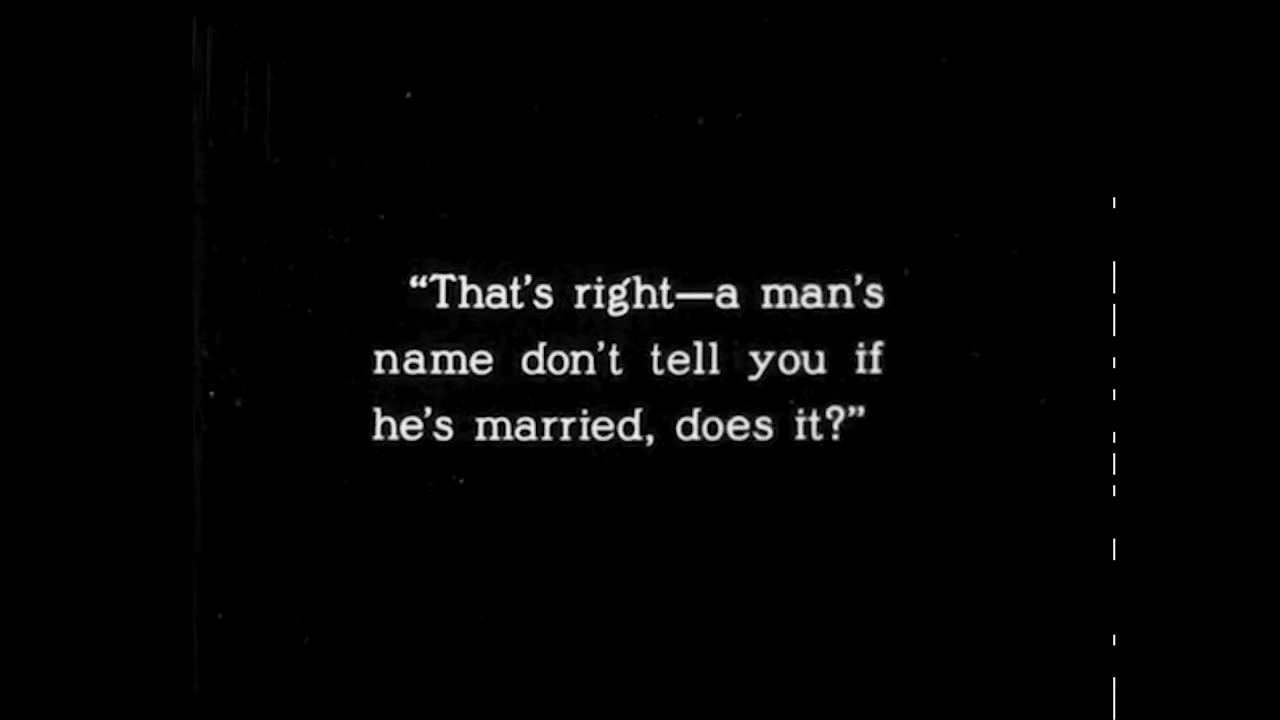 “That’s right—a man’s
name don’t tell you if
he’s married, does it?”